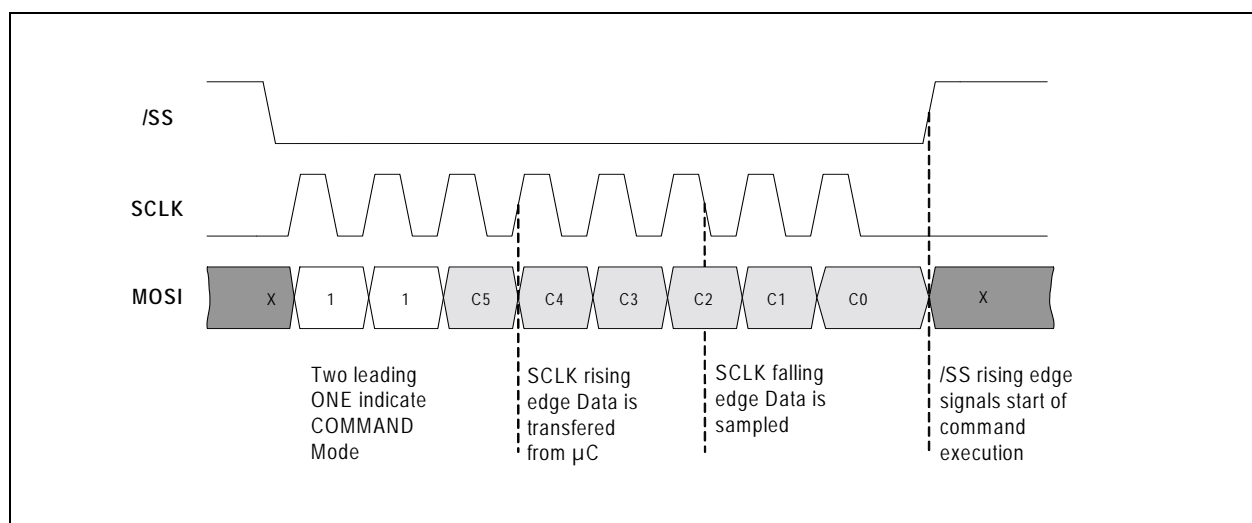 /SS
SCLK
MOSI
X
1
1
C5
C4
C3
C2
C1
C0
X
Two leading
ONE indicate
COMMAND
Mode
SCLK rising
edge Data is
transfered
from µC
SCLK falling
edge Data is
sampled
/SS rising edge
signals start of
command
execution